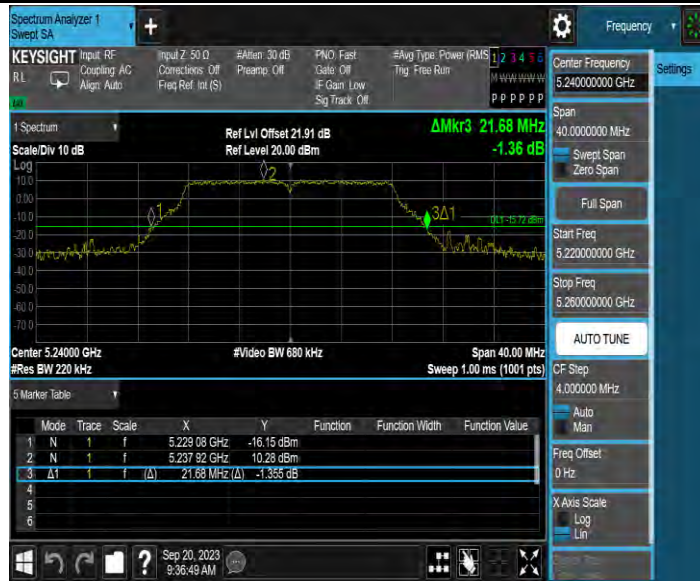 Spectrum Analyzer 1
Swept SA
+
Frequency
KEYSIGHT
RL
Input: RF
Coupling: AC
Align: Auto
Input Z: 50 Ω
Corrections: Off
Freq Ref: Int (S)
#Atten: 30 dB
Preamp: Off
PNO: Fast
Gate: Off
IF Gain: Low
Sig Track: Off
#Avg Type: Power (RMS
Trig: Free Run
1 2 3 4 5 6
M W W W W W
P P P P P P
1 Spectrum
Scale/Div 10 dB
Ref Lvl Offset 21.91 dB
Ref Level 20.00 dBm
ΔMkr3 21.68 MHz
-1.36 dB
Log
10.0
0.00
-10.0
-20.0
-30.0
-40.0
-50.0
-60.0
-70.0
1
2
3Δ1
DL1 -15.72 dBm
Center 5.24000 GHz
#Video BW 680 kHz
Span 40.00 MHz
#Res BW 220 kHz
Sweep 1.00 ms (1001 pts)
5 Marker Table
Mode Trace Scale X Y Function Function Width Function Value
1 N 1 f 5.229 08 GHz -16.15 dBm
2 N 1 f 5.237 92 GHz 10.28 dBm
3 Δ1 1 f (Δ) 21.68 MHz (Δ) -1.355 dB
4
5
6
Sep 20, 2023
9:36:49 AM
?
Center Frequency
5.240000000 GHz
Settings
Span
40.0000000 MHz
Swept Span
Zero Span
Full Span
Start Freq
5.220000000 GHz
Stop Freq
5.260000000 GHz
AUTO TUNE
CF Step
4.000000 MHz
Auto
Man
Freq Offset
0 Hz
X Axis Scale
Log
Lin